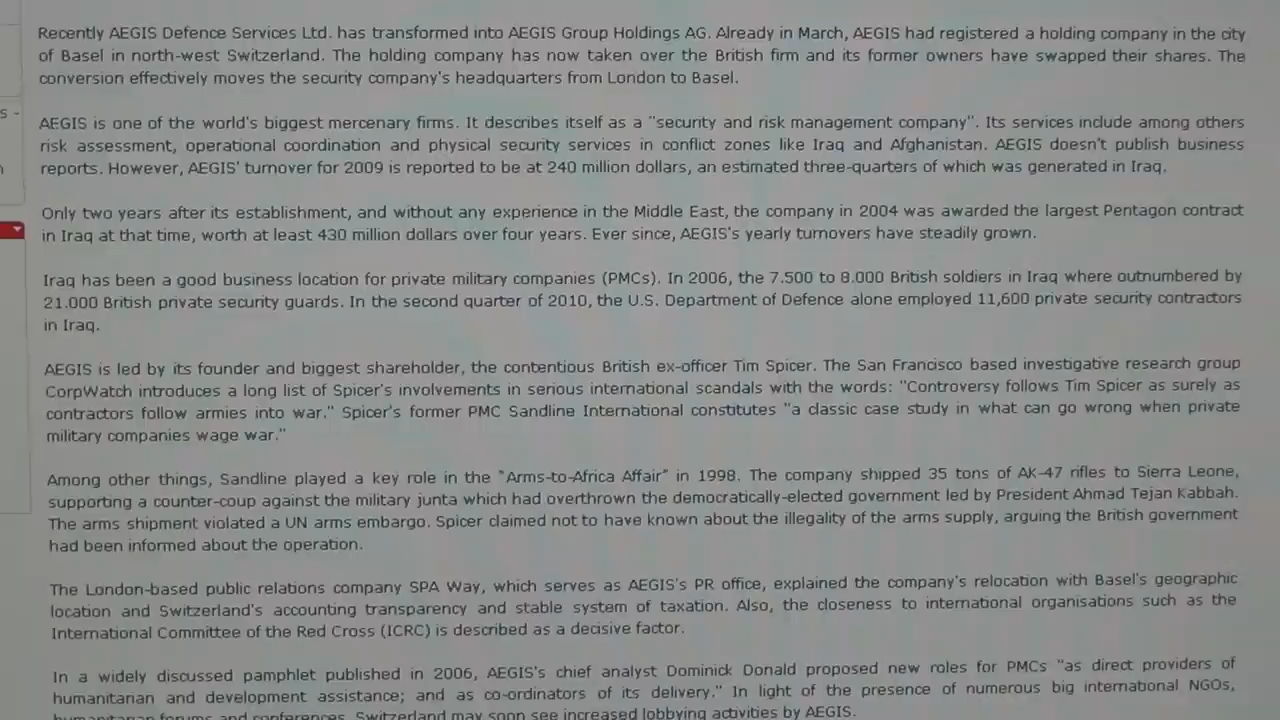 Recently AEGIS Defence Services Ltd. has transformed into AEGIS Group Holdings AG. Already in March, AEGIS had registered a holding company in the city
of Basel in north-west Switzerland. The holding company has now taken over the British firm and its former owners have swapped their shares. The
conversion effectively moves the security company's headquarters from London to Basel.
S -
AEGIS is one of the world's biggest mercenary firms. It describes itself as a "security and risk management company". Its services include among others
risk assessment, operational coordination and physical security services in conflict zones like Iraq and Afghanistan. AEGIS doesn't publish business
reports. However, AEGIS' turnover for 2009 is reported to be at 240 million dollars, an estimated three-quarters of which was generated in Iraq.
Only two years after its establishment, and without any experience in the Middle East, the company in 2004 was awarded the largest Pentagon contract
in Iraq at that time, worth at least 430 million dollars over four years. Ever since, AEGIS's yearly turnovers have steadily grown.
Iraq has been a good business location for private military companies (PMCs). In 2006, the 7.500 to 8.000 British soldiers in Iraq where outnumbered by
21.000 British private security guards. In the second quarter of 2010, the U.S. Department of Defence alone employed 11,600 private security contractors
in Iraq.
AEGIS is led by its founder and biggest shareholder, the contentious British ex-officer Tim Spicer. The San Francisco based investigative research group
CorpWatch introduces a long list of Spicer's involvements in serious international scandals with the words: "Controversy follows Tim Spicer as surely as
contractors follow armies into war." Spicer's former PMC Sandline International constitutes "a classic case study in what can go wrong when private
military companies wage war."
Among other things, Sandline played a key role in the "Arms-to-Africa Affair" in 1998. The company shipped 35 tons of AK-47 rifles to Sierra Leone,
supporting a counter-coup against the military junta which had overthrown the democratically-elected government led by President Ahmad Tejan Kabbah.
The arms shipment violated a UN arms embargo. Spicer claimed not to have known about the illegality of the arms supply, arguing the British government
had been informed about the operation.
The London-based public relations company SPA Way, which serves as AEGIS's PR office, explained the company's relocation with Basel's geographic
location and Switzerland's accounting transparency and stable system of taxation. Also, the closeness to international organisations such as the
International Committee of the Red Cross (ICRC) is described as a decisive factor.
In a widely discussed pamphlet published in 2006, AEGIS's chief analyst Dominick Donald proposed new roles for PMCs "as direct providers of
humanitarian and development assistance; and as co-ordinators of its delivery." In light of the presence of numerous big international NGOs,
humanitarian forums and conferences, Switzerland may soon see increased lobbying activities by AEGIS.